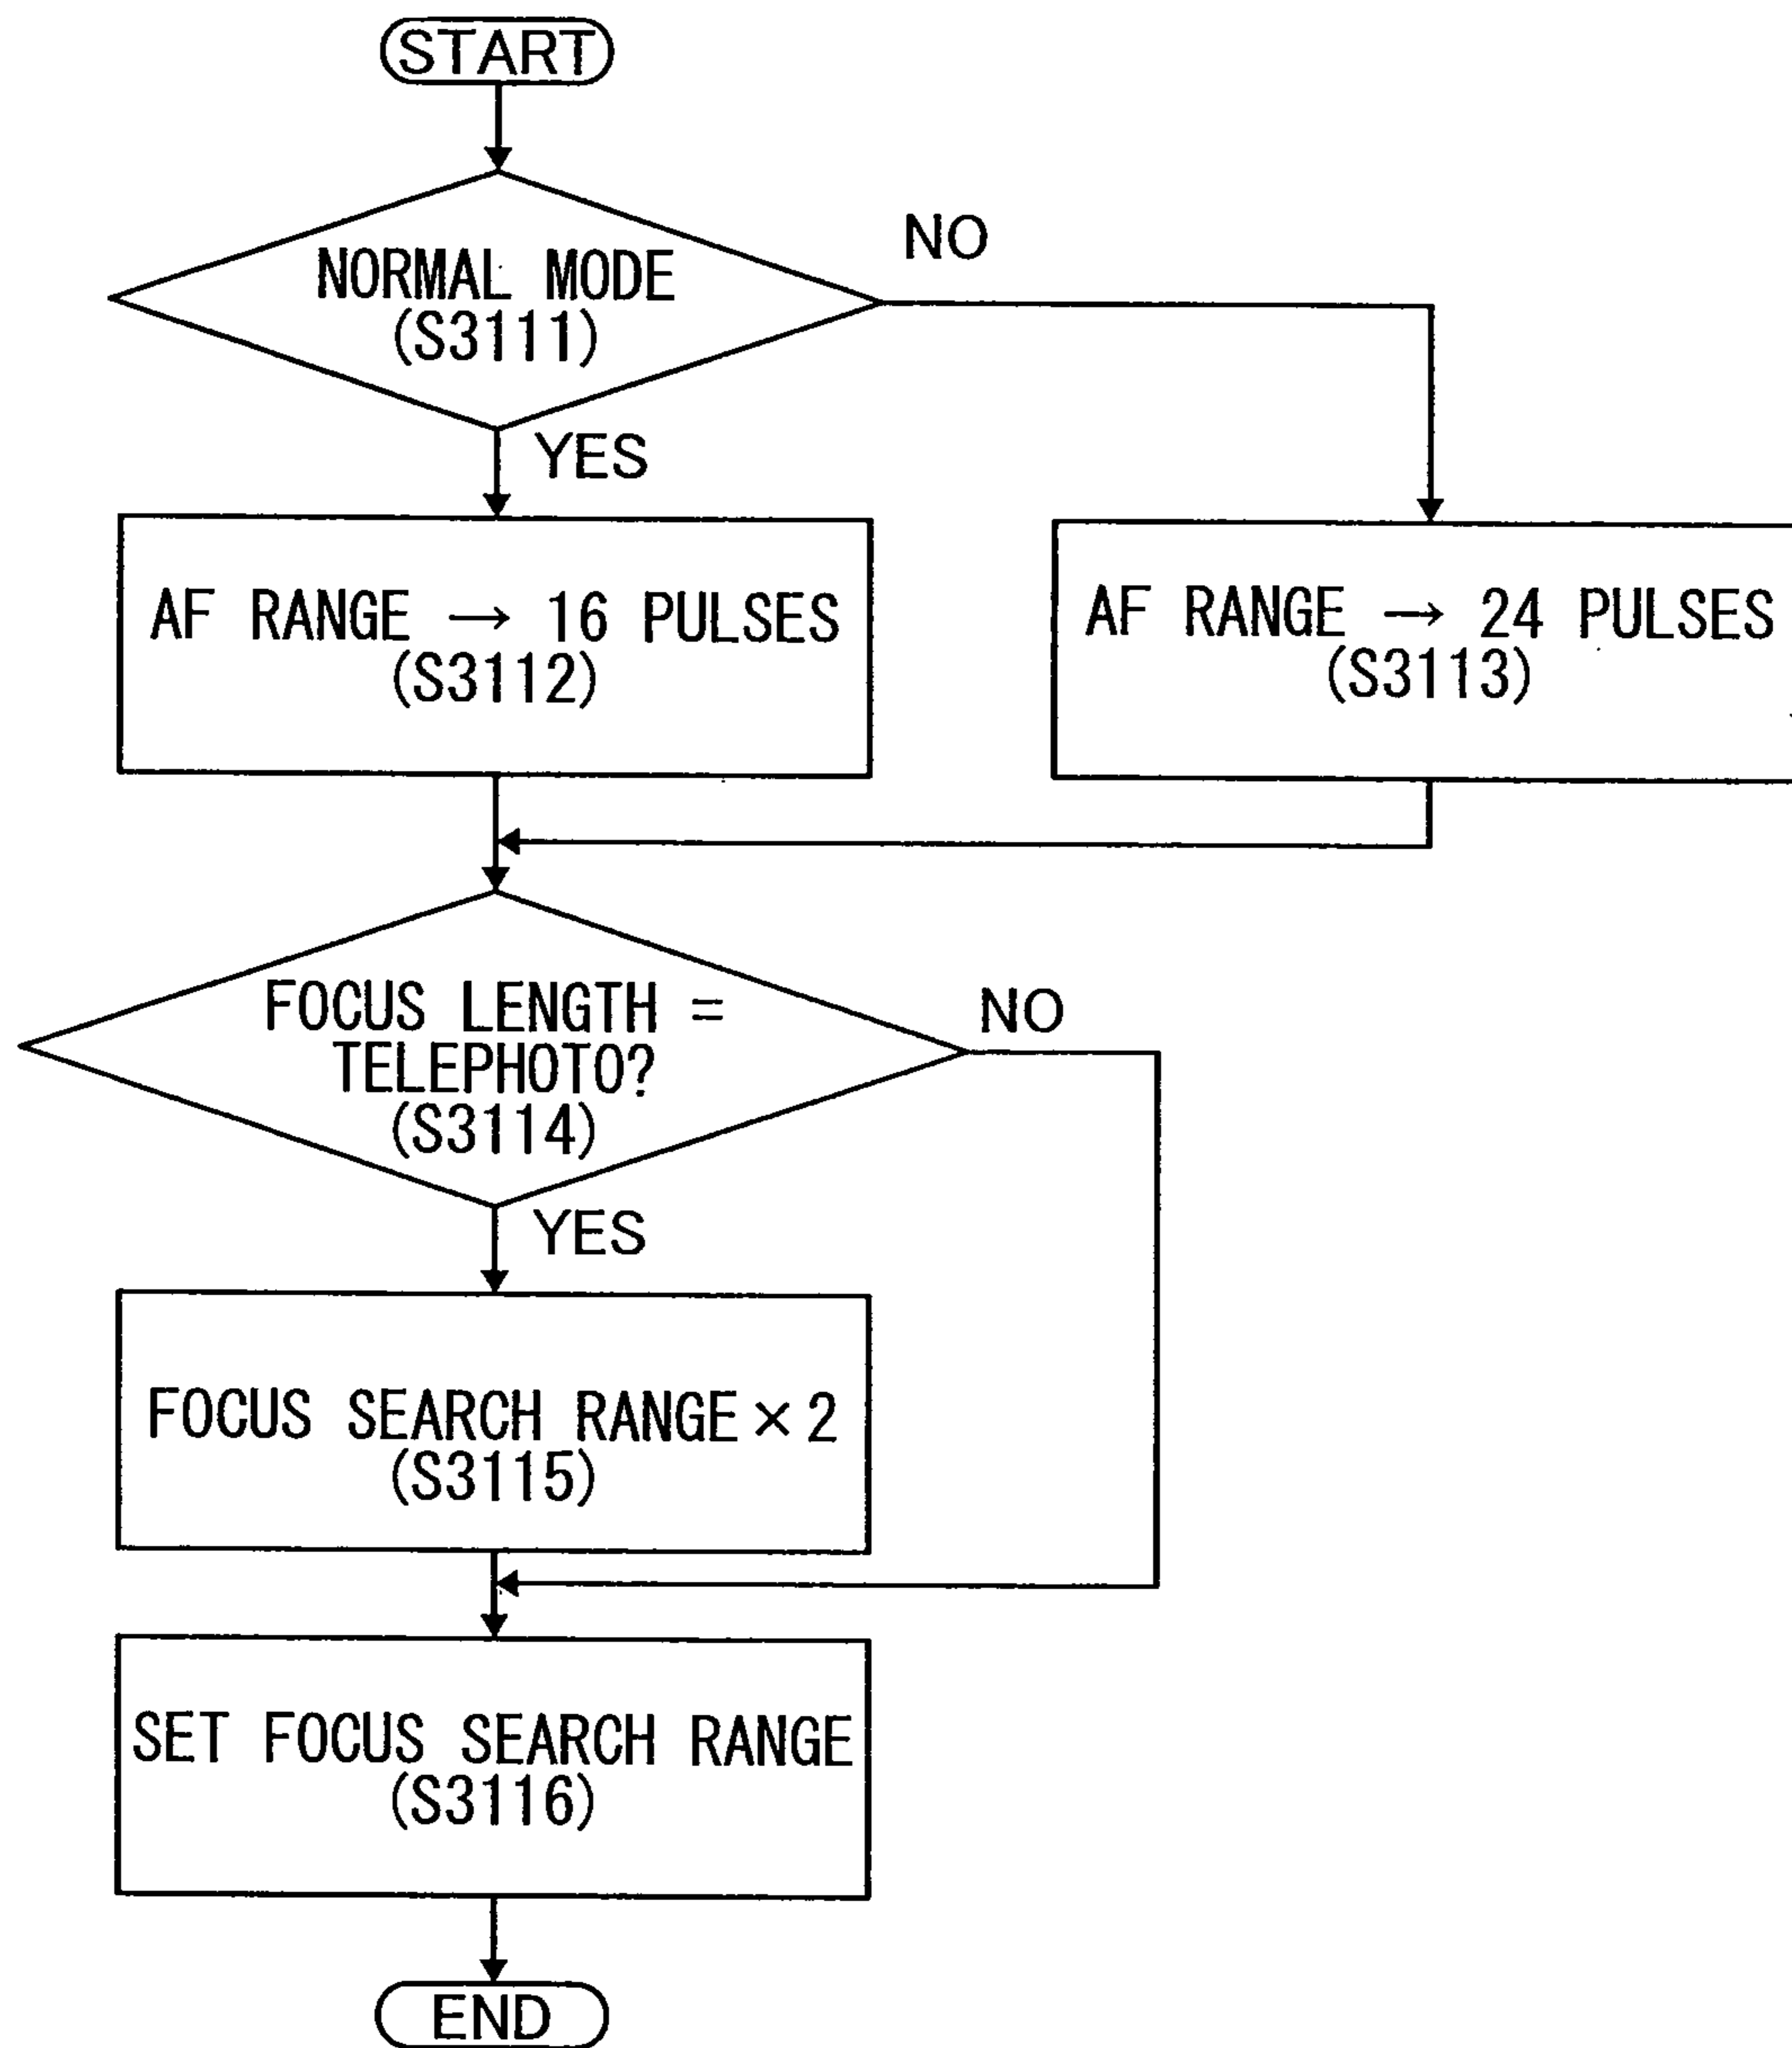 START
NORMAL MODE
(S3111)
NO
YES
AF RANGE → 16 PULSES
(S3112)
AF RANGE → 24 PULSES
(S3113)
FOCUS LENGTH =
TELEPHOTO?
(S3114)
NO
YES
FOCUS SEARCH RANGE × 2
(S3115)
SET FOCUS SEARCH RANGE
(S3116)
END